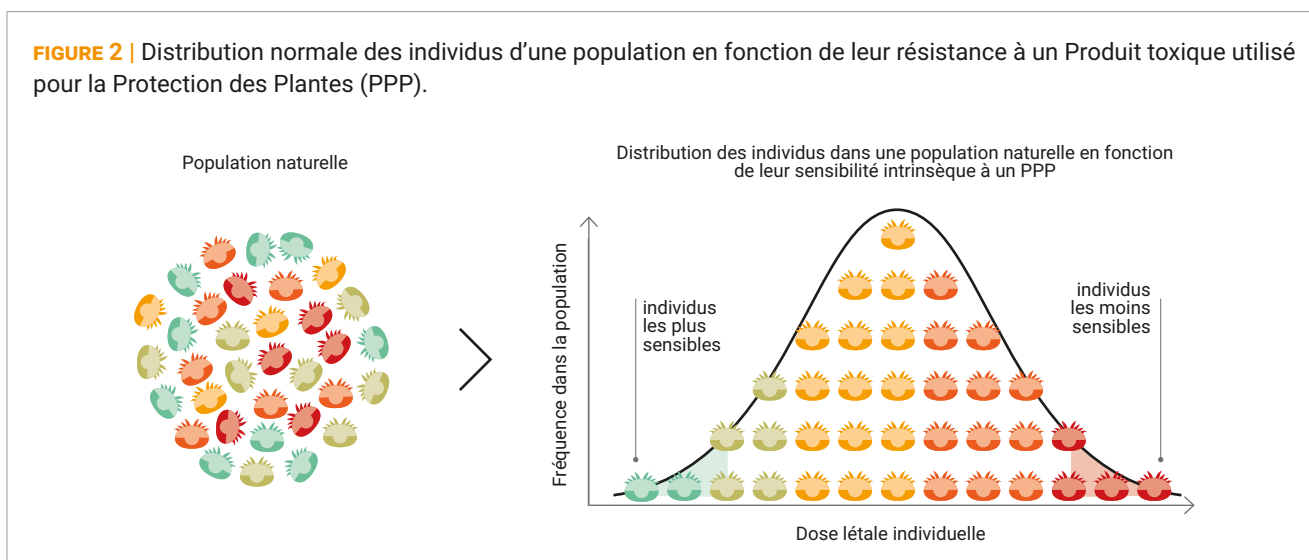 FIGURE 2 | Distribution normale des individus d’une population en fonction de leur résistance à un Produit toxique utilisé
pour la Protection des Plantes (PPP).
Population naturelle
Distribution des individus dans une population naturelle en fonction
de leur sensibilité intrinsèque à un PPP
Fréquence dans la population
individus
les plus
sensibles
individus
les moins
sensibles
Dose létale individuelle